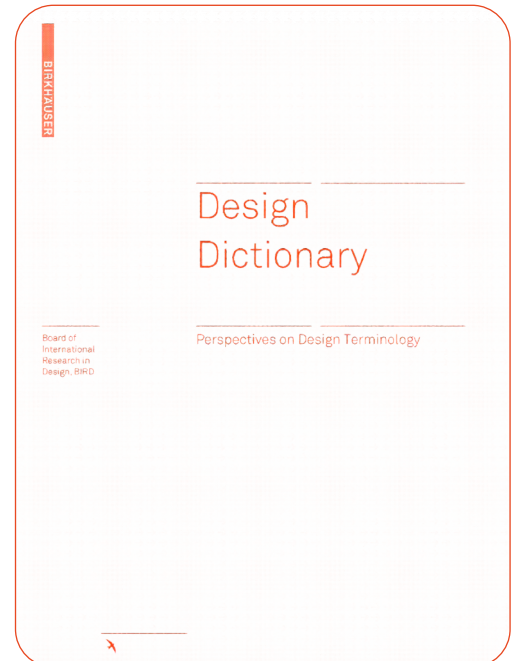 BIRKHÄUSER
Design
Dictionary
Board of
International
Research in
Design, BIRD
Perspectives on Design Terminology